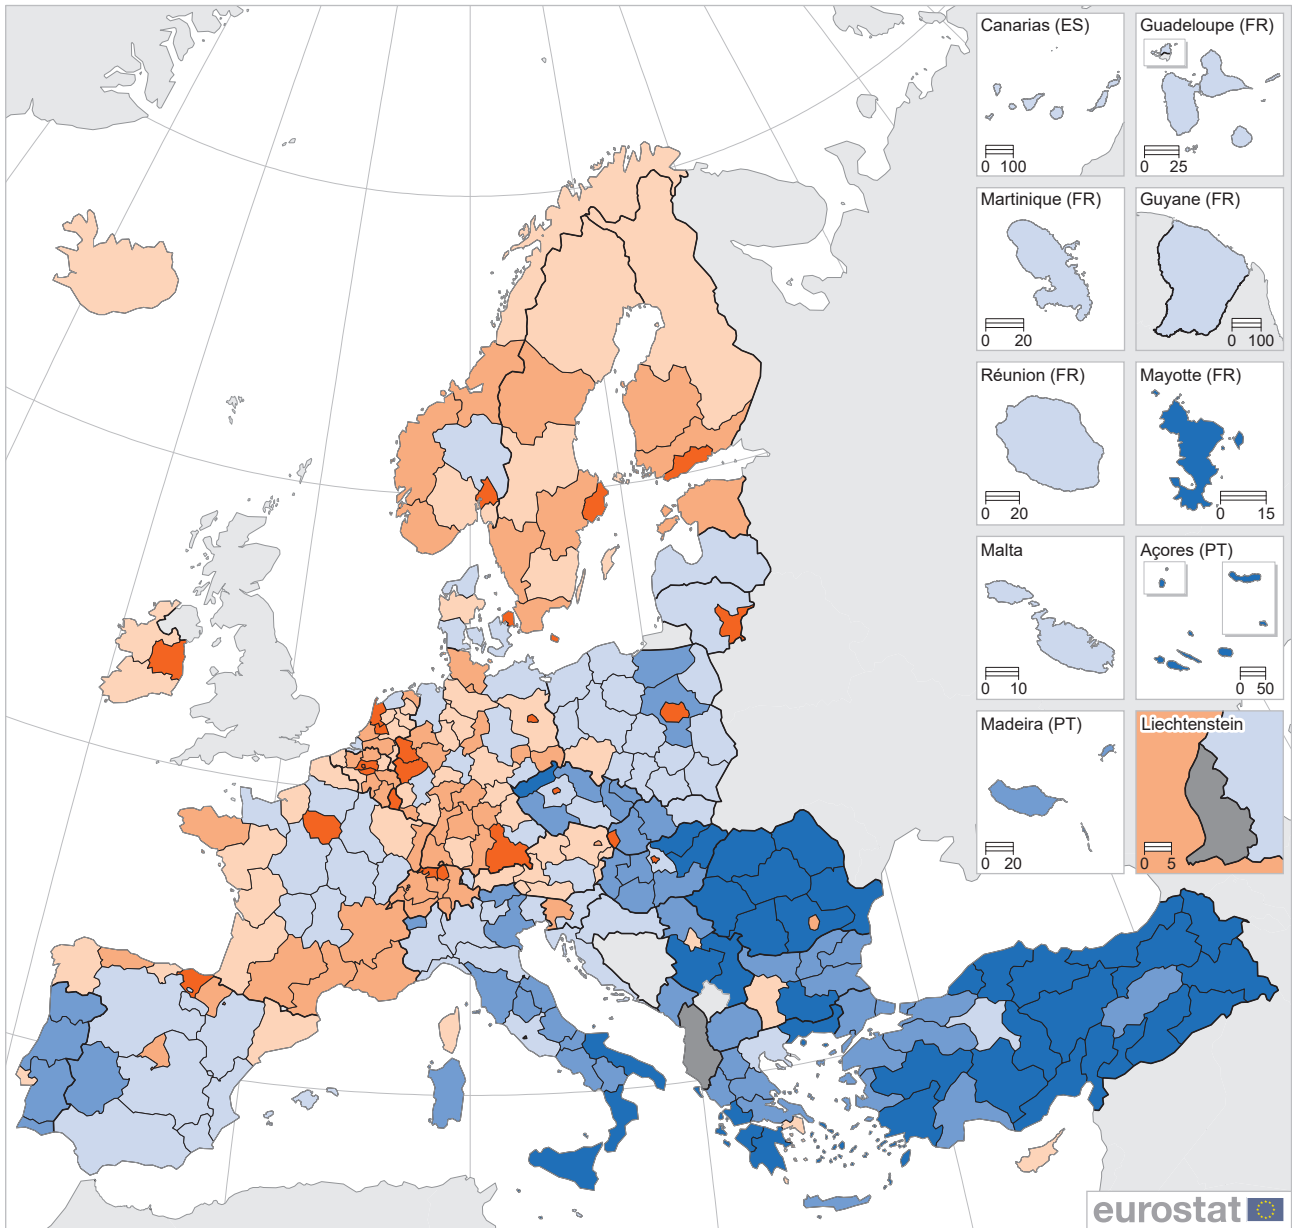 Canarias (ES)
0 100
Guadeloupe (FR)
0 25
Martinique (FR)
0 20
Guyane (FR)
0 100
Réunion (FR)
0 20
Mayotte (FR)
0 15
Malta
0 10
Açores (PT)
0 50
Madeira (PT)
0 20
Liechtenstein
0 5
eurostat